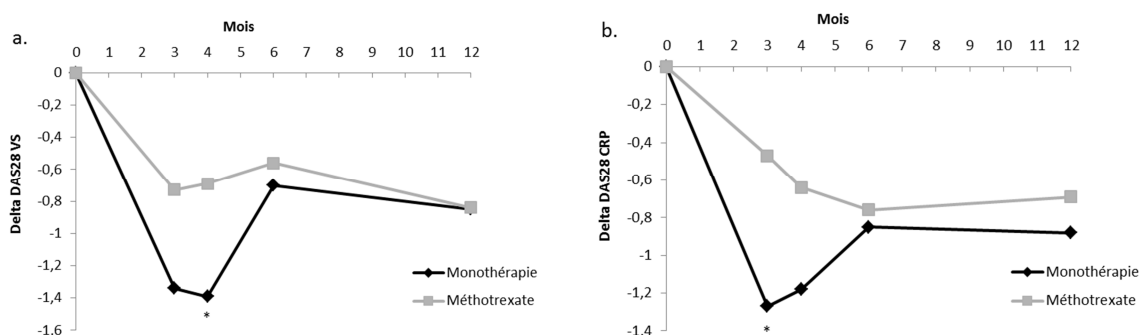 a.
Mois
0 1 2 3 4 5 6 7 8 9 10 11 12
0
-0,2
-0,4
-0,6
-0,8
-1
-1,2
-1,4
-1,6
Delta DAS28 VS
Monothérapie
Méthotrexate
*
b.
Mois
0 1 2 3 4 5 6 7 8 9 10 11 12
0
-0,2
-0,4
-0,6
-0,8
-1
-1,2
-1,4
Delta DAS28 CRP
Monothérapie
Méthotrexate
*